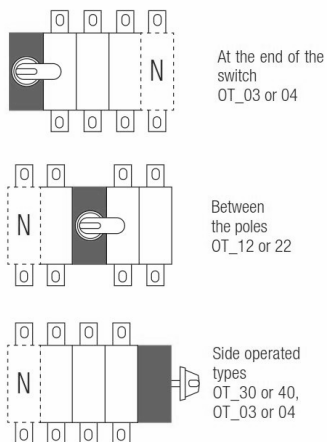 N
At the end of the
switch
OT_03 or 04
N
Between
the poles
OT_12 or 22
N
Side operated
types
OT_30 or 40,
OT_03 or 04